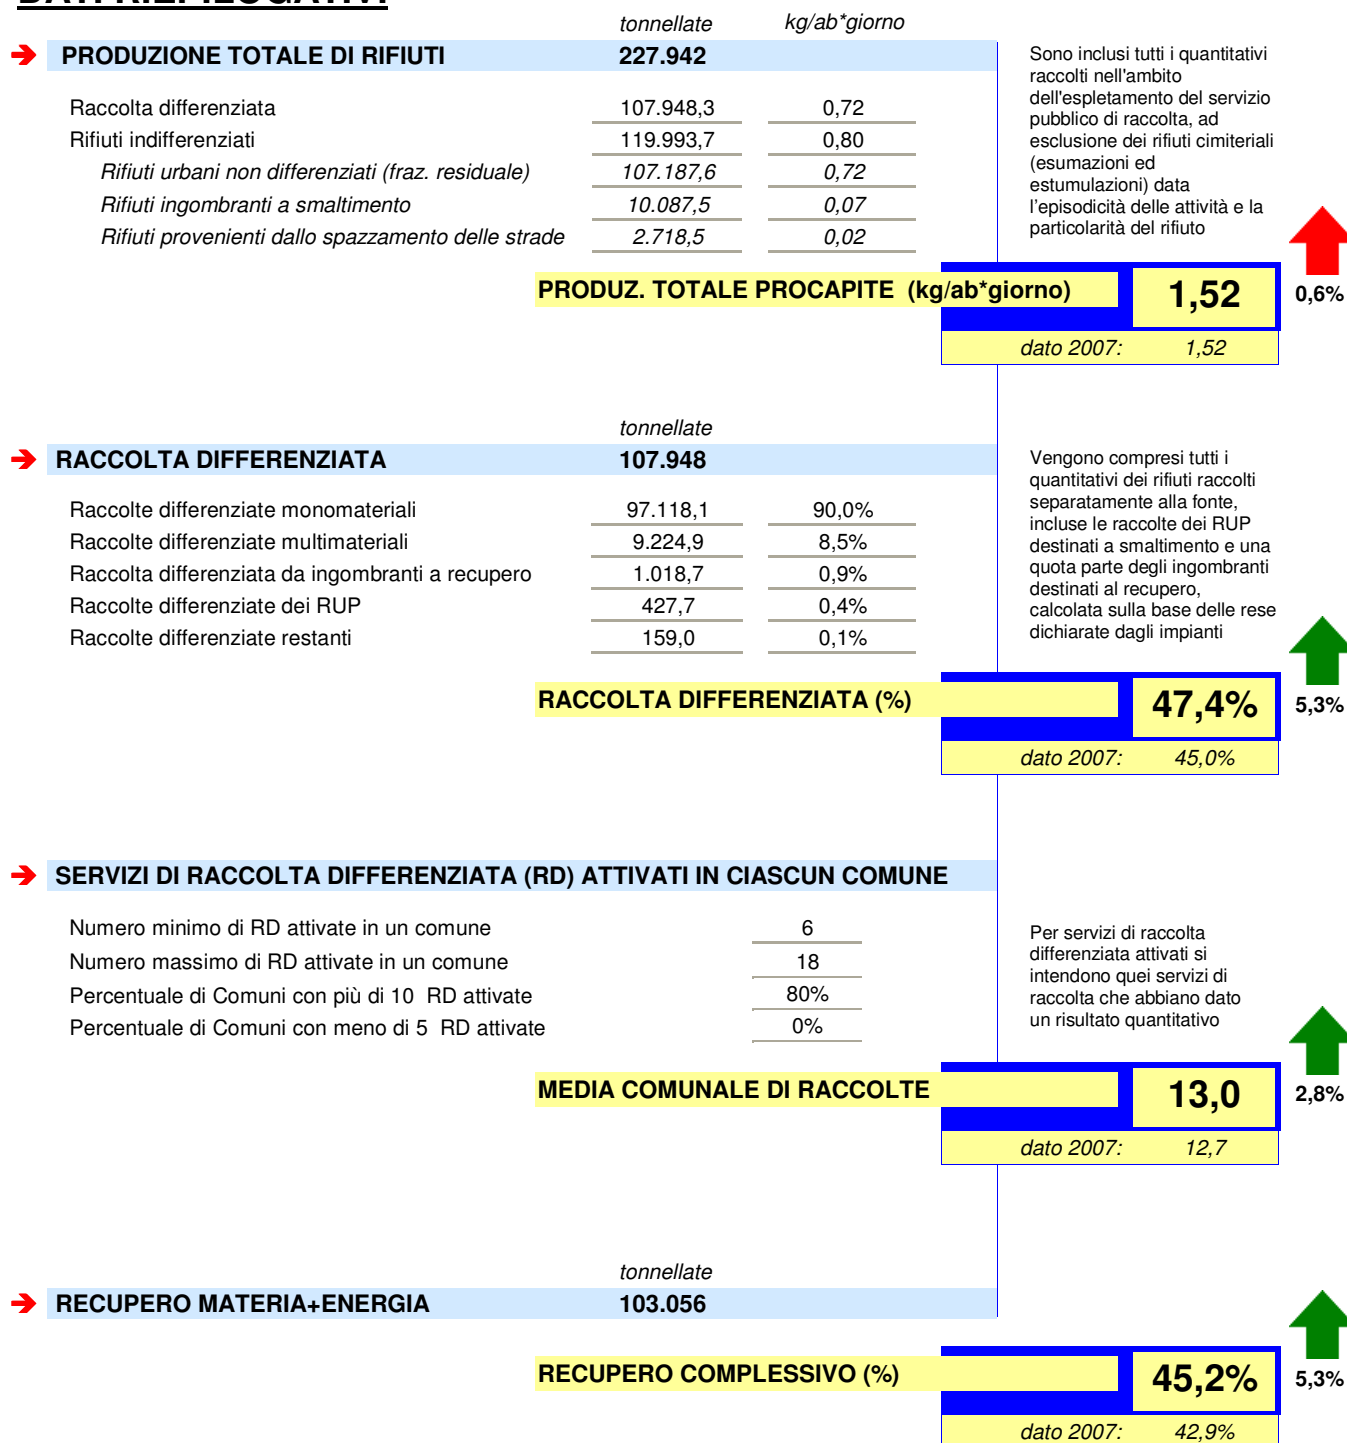 DATI RIEPILOGATIVI
tonnellate kg/ab*giorno
PRODUZIONE TOTALE DI RIFIUTI 227.942
Raccolta differenziata 107.948,3 0,72
Rifiuti indifferenziati 119.993,7 0,80
Rifiuti urbani non differenziati (fraz. residuale) 107.187,6 0,72
Rifiuti ingombranti a smaltimento 10.087,5 0,07
Rifiuti provenienti dallo spazzamento delle strade 2.718,5 0,02
Sono inclusi tutti i quantitativi
raccolti nell'ambito
dell'espletamento del servizio
pubblico di raccolta, ad
esclusione dei rifiuti cimiteriali
(esumazioni ed
estumulazioni) data
l'episodicità delle attività e la
particolarità del rifiuto
PRODUZ. TOTALE PROCAPITE (kg/ab*giorno) 1,52 0,6%
dato 2007: 1,52
tonnellate
RACCOLTA DIFFERENZIATA 107.948
Raccolte differenziate monomateriali 97.118,1 90,0%
Raccolte differenziate multimateriali 9.224,9 8,5%
Raccolta differenziata da ingombranti a recupero 1.018,7 0,9%
Raccolte differenziate dei RUP 427,7 0,4%
Raccolte differenziate restanti 159,0 0,1%
Vengono compresi tutti i
quantitativi dei rifiuti raccolti
separatamente alla fonte,
incluse le raccolte dei RUP
destinati a smaltimento e una
quota parte degli ingombranti
destinati al recupero,
calcolata sulla base delle rese
dichiarate dagli impianti
RACCOLTA DIFFERENZIATA (%) 47,4% 5,3%
dato 2007: 45,0%
SERVIZI DI RACCOLTA DIFFERENZIATA (RD) ATTIVATI IN CIASCUN COMUNE
Numero minimo di RD attivate in un comune 6
Numero massimo di RD attivate in un comune 18
Percentuale di Comuni con più di 10 RD attivate 80%
Percentuale di Comuni con meno di 5 RD attivate 0%
Per servizi di raccolta
differenziata attivati si
intendono quei servizi di
raccolta che abbiano dato
un risultato quantitativo
MEDIA COMUNALE DI RACCOLTE 13,0 2,8%
dato 2007: 12,7
tonnellate
RECUPERO MATERIA+ENERGIA 103.056
RECUPERO COMPLESSIVO (%) 45,2% 5,3%
dato 2007: 42,9%